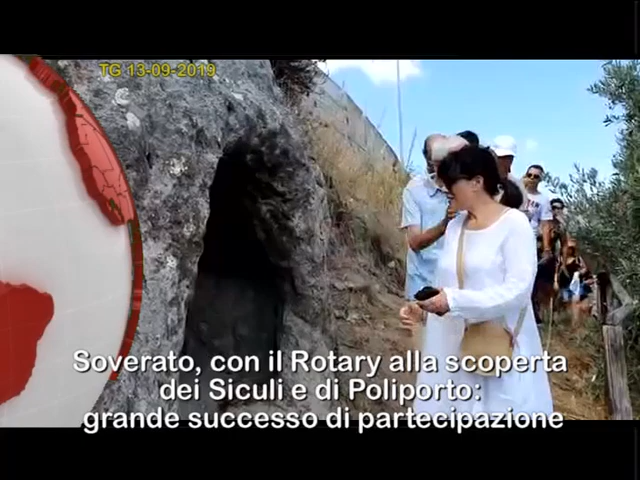 TG 13-09-2019
Soverato, con il Rotary alla scoperta
dei Siculi e di Poliporto:
grande successo di partecipazione